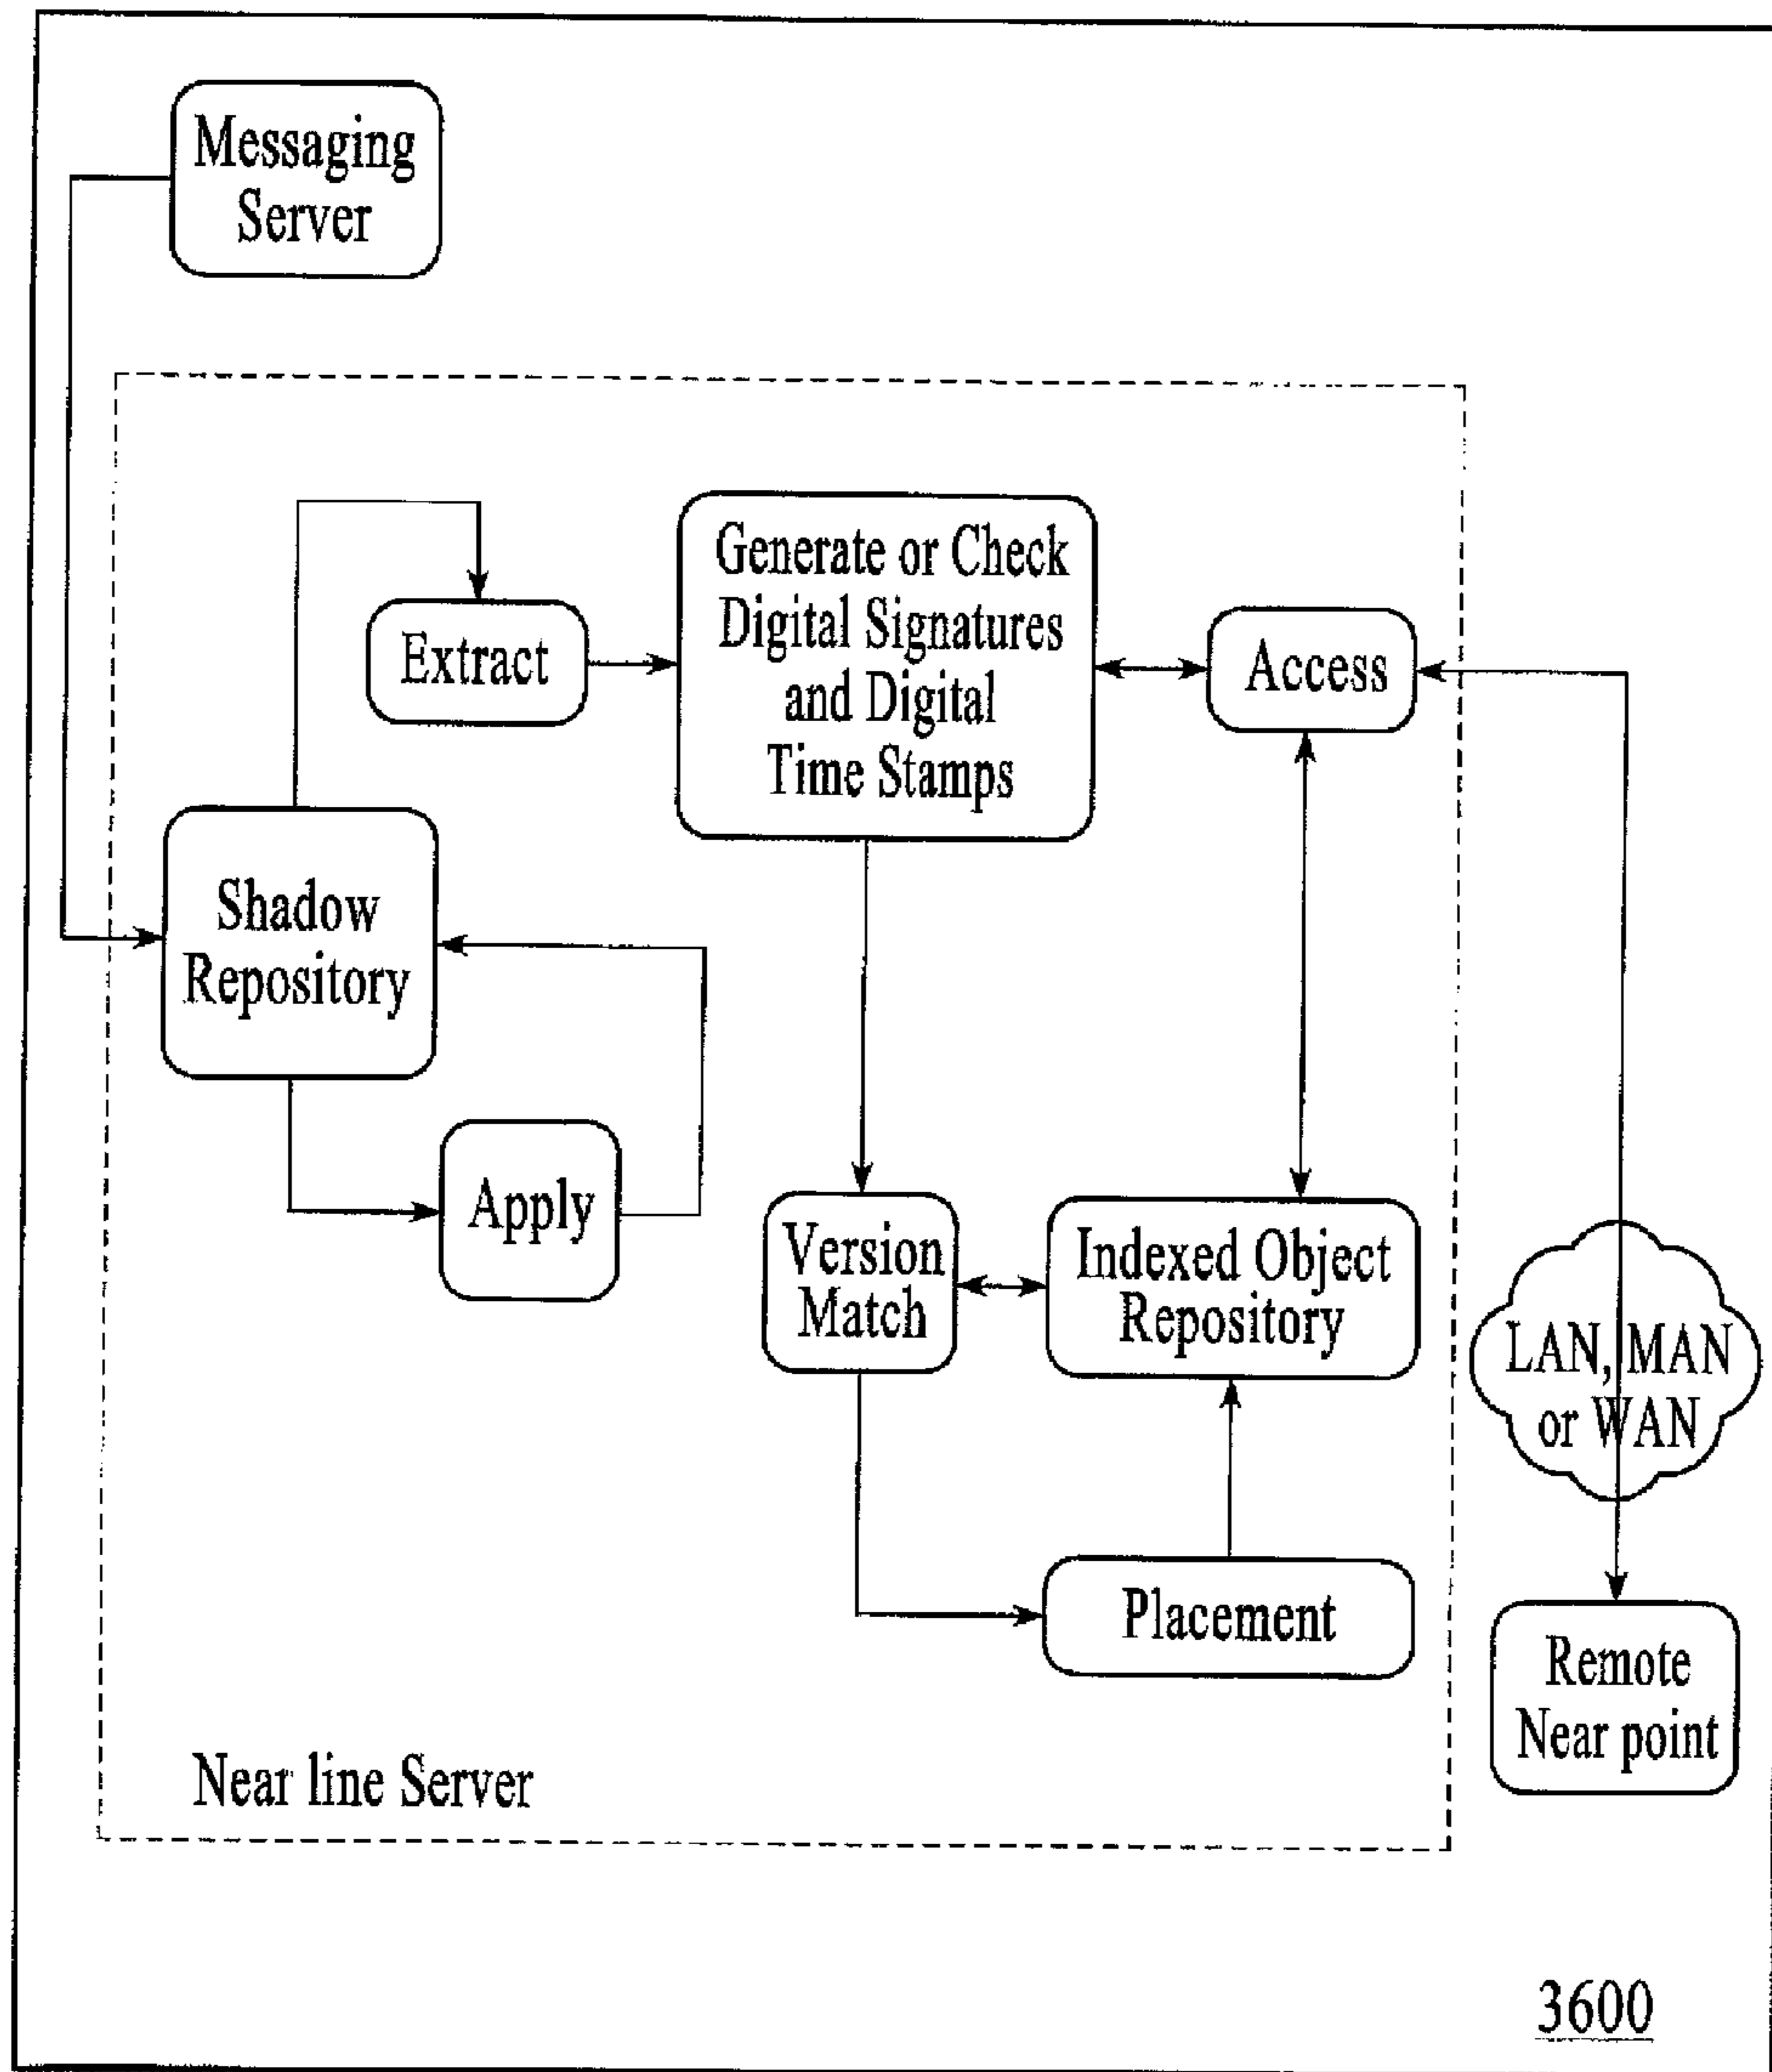 Messaging
Server
Generate or Check
Digital Signatures
and Digital
Time Stamps
Extract
Access
Shadow
Repository
Apply
Version
Match
Indexed Object
Repository
LAN, MAN
or WAN
Placement
Remote
Near point
Near line Server
3600